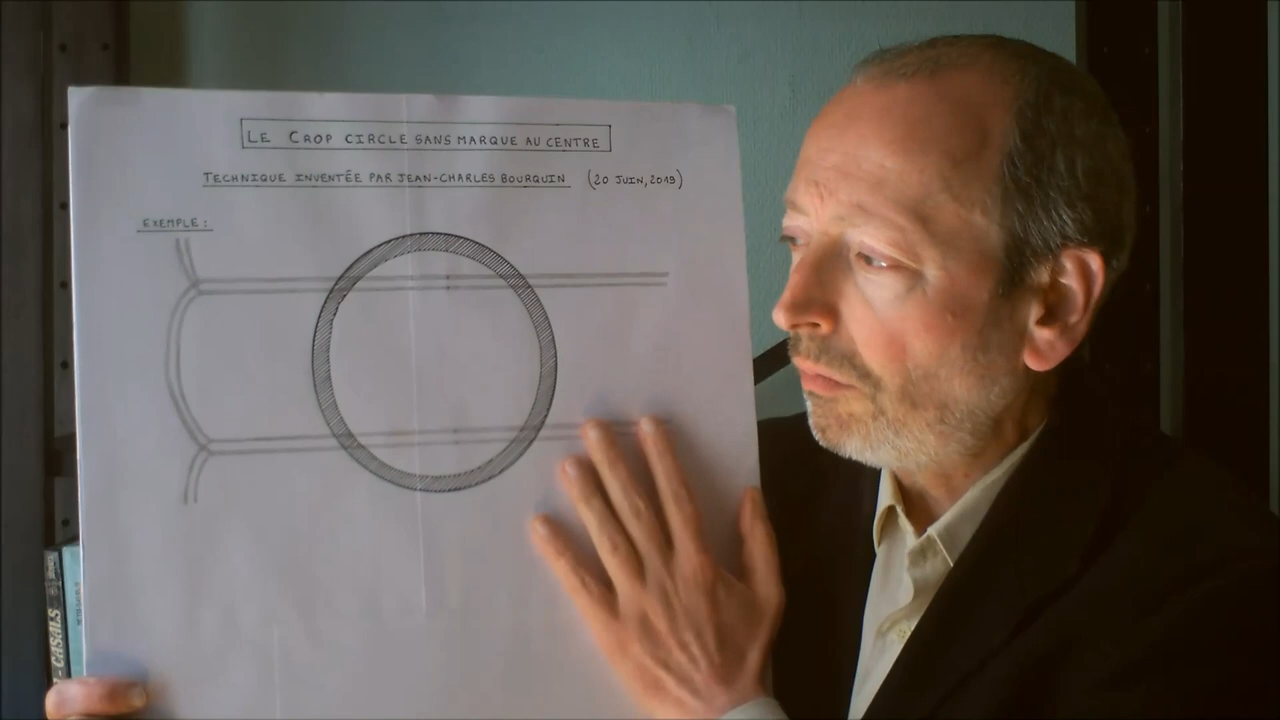 LE CROP CIRCLE SANS MARQUE AU CENTRE
TECHNIQUE INVENTÉE PAR JEAN-CHARLES BOURQUIN (20 JUIN, 2019)
EXEMPLE :
CASALS